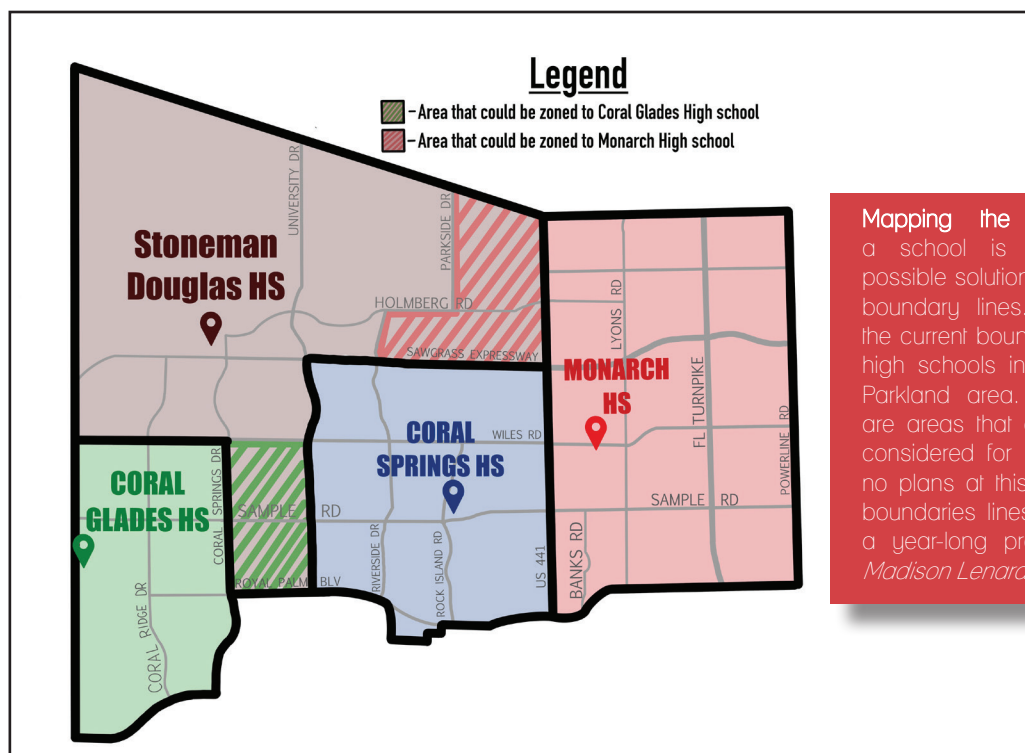 Legend
– Area that could be zoned to Coral Glades High school
– Area that could be zoned to Monarch High school
UNIVERSITY DR
PARKSIDE DR
Stoneman
Douglas HS
HOLMBERG RD
SAWGRASS EXPRESSWAY
LYONS RD
FL TURNPIKE
POWERLINE RD
MONARCH
HS
CORAL
SPRINGS HS
WILES RD
CORAL
GLADES HS
CORAL SPRINGS DR
SAMPLE RD
SAMPLE RD
ROYAL PALM BLV
RIVERSIDE DR
ROCK ISLAND RD
US 441
BANKS RD
CORAL RIDGE DR
Mapping the
a school is
possible solution
boundary lines.
the current boun
high schools in
Parkland area.
are areas that
considered for
no plans at this
boundaries lines
a year-long pr
Madison Lenard